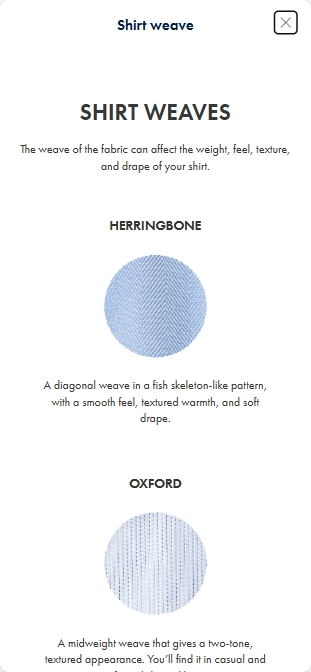 Shirt weave
SHIRT WEAVES
The weave of the fabric can affect the weight, feel, texture,
and drape of your shirt.
HERRINGBONE
A diagonal weave in a fish skeleton-like pattern,
with a smooth feel, textured warmth, and soft
drape.
OXFORD
A midweight weave that gives a two-tone,
textured appearance. You'll find it in casual and